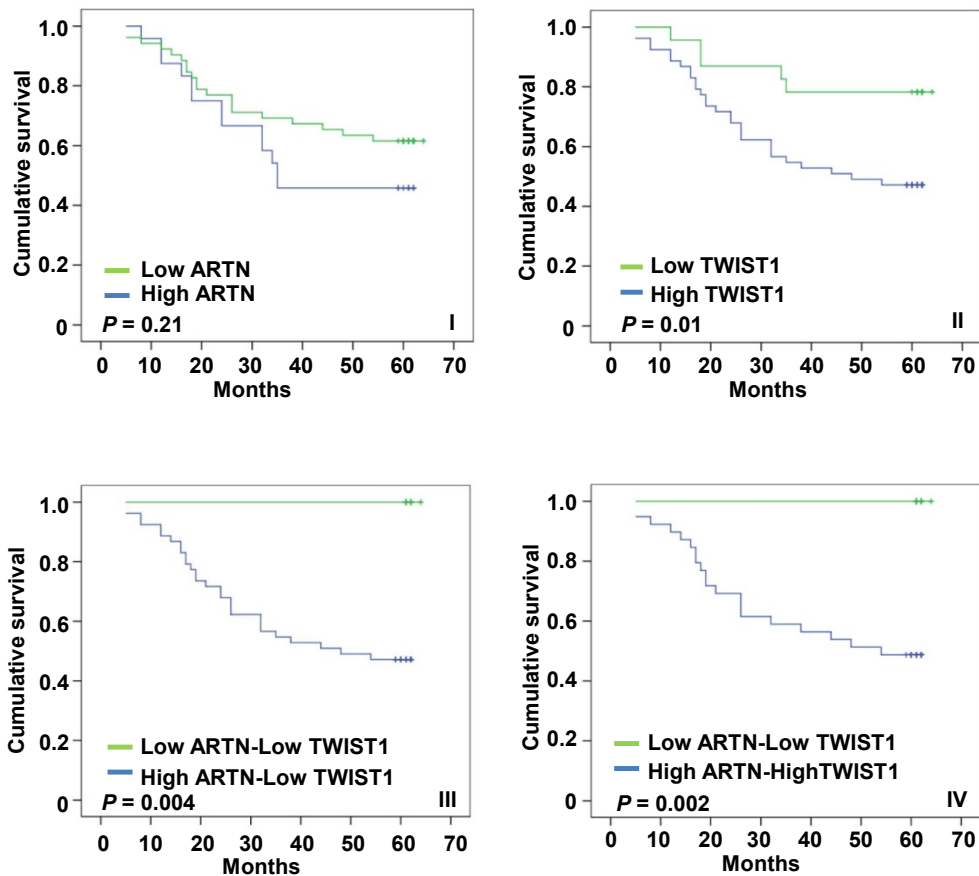 1.0
0.8
0.6
0.4
0.2
0
Cumulative survival
Low ARTN
High ARTN
P = 0.21
I
0 10 20 30 40 50 60 70
Months
1.0
0.8
0.6
0.4
0.2
0
Cumulative survival
Low TWIST1
High TWIST1
P = 0.01
II
0 10 20 30 40 50 60 70
Months
1.0
0.8
0.6
0.4
0.2
0
Cumulative survival
Low ARTN-Low TWIST1
High ARTN-Low TWIST1
P = 0.004
III
0 10 20 30 40 50 60 70
Months
1.0
0.8
0.6
0.4
0.2
0
Cumulative survival
Low ARTN-Low TWIST1
High ARTN-HighTWIST1
P = 0.002
IV
0 10 20 30 40 50 60 70
Months